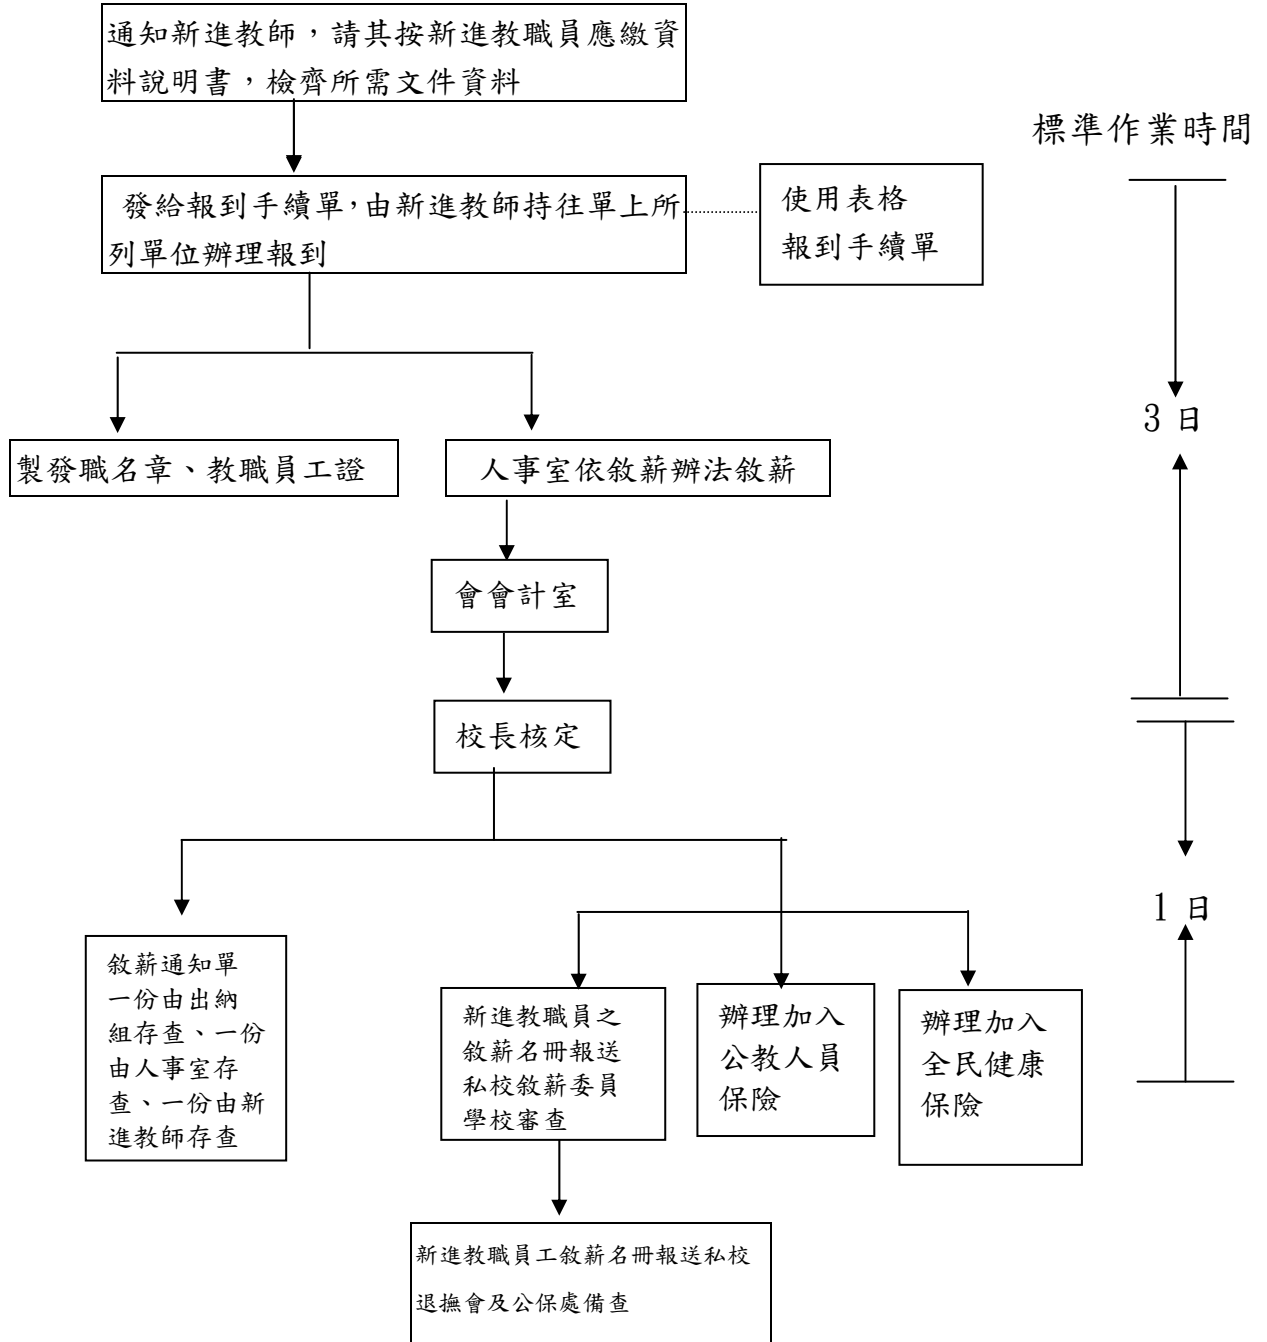 通知新進教師，請其按新進教職員應繳資
料說明書，檢齊所需文件資料
標準作業時間
發給報到手續單，由新進教師持往單上所
列單位辦理報到
使用表格
報到手續單
3 日
製發職名章、教職員工證
人事室依敘薪辦法敘薪
會會計室
校長核定
1 日
敘薪通知單
一份由出納
組存查、一份
由人事室存
查、一份由新
進教師存查
新進教職員之
敘薪名冊報送
私校敘薪委員
學校審查
辦理加入
公教人員
保險
辦理加入
全民健康
保險
新進教職員工敘薪名冊報送私校
退撫會及公保處備查